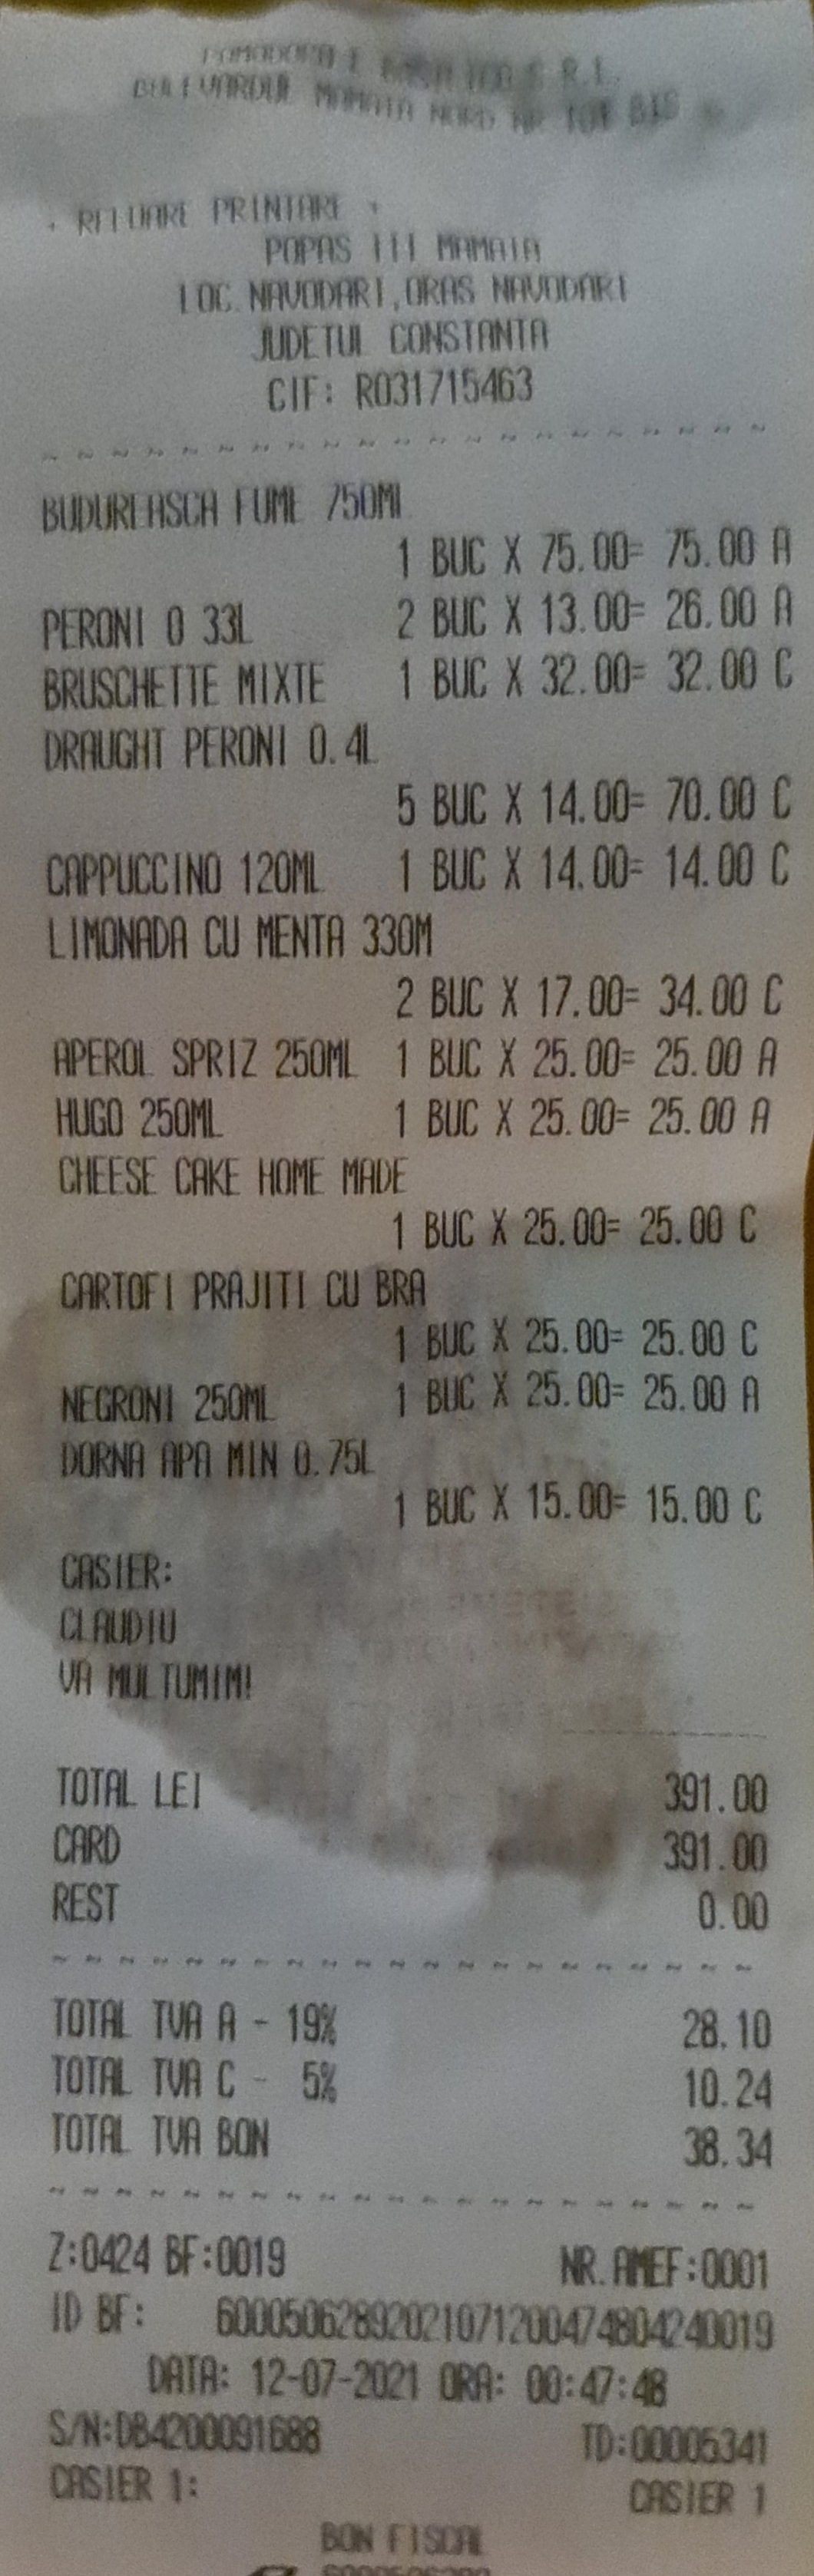 POMODORO E BASILICO S.R.L.
BULEVARDUL MAMAIA NORD NR
* RELUARE PRINTARE *
POPAS III MAMAIA
LOC.NAVODARI,ORAS NAVODARI
JUDETUL CONSTANTA
CIF: RO31715463
BUDUREASCA FUME 750ML
1 BUC X 75.00= 75.00 A
PERONI 0 33L 2 BUC X 13.00= 26.00 A
BRUSCHETTE MIXTE 1 BUC X 32.00= 32.00 C
DRAUGHT PERONI 0.4L
5 BUC X 14.00= 70.00 C
CAPPUCCINO 120ML 1 BUC X 14.00= 14.00 C
LIMONADA CU MENTA 330M
2 BUC X 17.00= 34.00 C
APEROL SPRIZ 250ML 1 BUC X 25.00= 25.00 A
HUGO 250ML 1 BUC X 25.00= 25.00 A
CHEESE CAKE HOME MADE
1 BUC X 25.00= 25.00 C
CARTOFI PRAJITI CU BRA
1 BUC X 25.00= 25.00 C
NEGRONI 250ML 1 BUC X 25.00= 25.00 A
DORNA APA MIN 0.75L
1 BUC X 15.00= 15.00 C
CASIER:
CLAUDIU
VA MULTUMIM!
TOTAL LEI 391.00
CARD 391.00
REST 0.00
TOTAL TVA A - 19% 28.10
TOTAL TVA C - 5% 10.24
TOTAL TVA BON 38.34
Z:0424 BF:0019 NR.AMEF:0001
ID BF: 60005062892021071200474804240019
DATA: 12-07-2021 ORA: 00:47:48
S/N:DB4200091688 TD:00005341
CASIER 1: CASIER 1
BON FISCAL